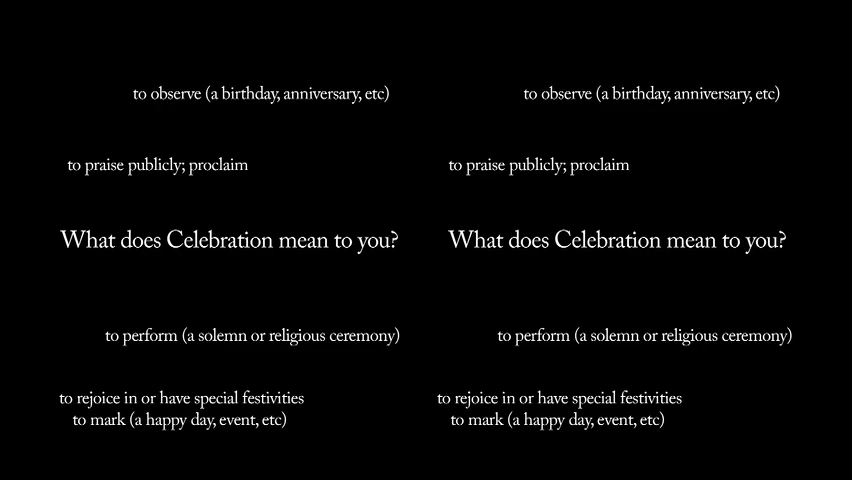 to observe (a birthday, anniversary, etc)
to praise publicly; proclaim
What does Celebration mean to you?
to perform (a solemn or religious ceremony)
to rejoice in or have special festivities
to mark (a happy day, event, etc)
to observe (a birthday, anniversary, etc)
to praise publicly; proclaim
What does Celebration mean to you?
to perform (a solemn or religious ceremony)
to rejoice in or have special festivities
to mark (a happy day, event, etc)